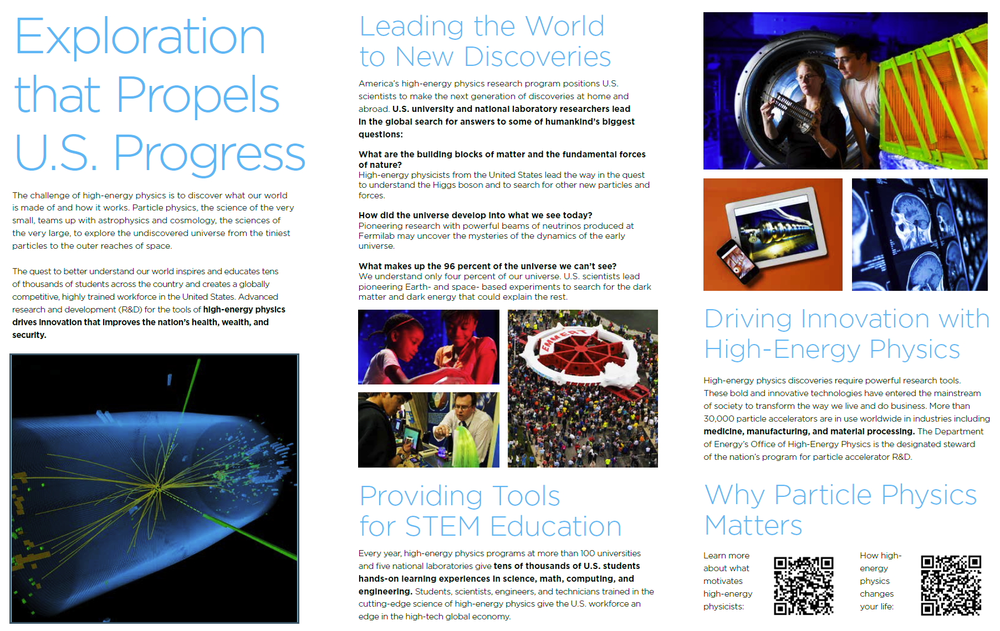 Exploration
that Propels
U.S. Progress
The challenge of high-energy physics is to discover what our world
is made of and how it works. Particle physics, the science of the very
small, teams up with astrophysics and cosmology, the sciences of
the very large, to explore the undiscovered universe from the tiniest
particles to the outer reaches of space.
The quest to better understand our world inspires and educates tens
of thousands of students across the country and creates a globally
competitive, highly trained workforce in the United States. Advanced
research and development (R&D) for the tools of high-energy physics
drives innovation that improves the nation's health, wealth, and
security.
Leading the World
to New Discoveries
America's high-energy physics research program positions U.S.
scientists to make the next generation of discoveries at home and
abroad. U.S. university and national laboratory researchers lead
in the global search for answers to some of humankind's biggest
questions:
What are the building blocks of matter and the fundamental forces
of nature?
High-energy physicists from the United States lead the way in the quest
to understand the Higgs boson and to search for other new particles and
forces.
How did the universe develop into what we see today?
Pioneering research with powerful beams of neutrinos produced at
Fermilab may uncover the mysteries of the dynamics of the early
universe.
What makes up the 96 percent of the universe we can't see?
We understand only four percent of our universe. U.S. scientists lead
pioneering Earth- and space- based experiments to search for the dark
matter and dark energy that could explain the rest.
EMMERT
Providing Tools
for STEM Education
Every year, high-energy physics programs at more than 100 universities
and five national laboratories give tens of thousands of U.S. students
hands-on learning experiences in science, math, computing, and
engineering. Students, scientists, engineers, and technicians trained in the
cutting-edge science of high-energy physics give the U.S. workforce an
edge in the high-tech global economy.
Driving Innovation with
High-Energy Physics
High-energy physics discoveries require powerful research tools.
These bold and innovative technologies have entered the mainstream
of society to transform the way we live and do business. More than
30,000 particle accelerators are in use worldwide in industries including
medicine, manufacturing, and material processing. The Department
of Energy's Office of High-Energy Physics is the designated steward
of the nation's program for particle accelerator R&D.
Why Particle Physics
Matters
Learn more
about what
motivates
high-energy
physicists:
How high-
energy
physics
changes
your life: